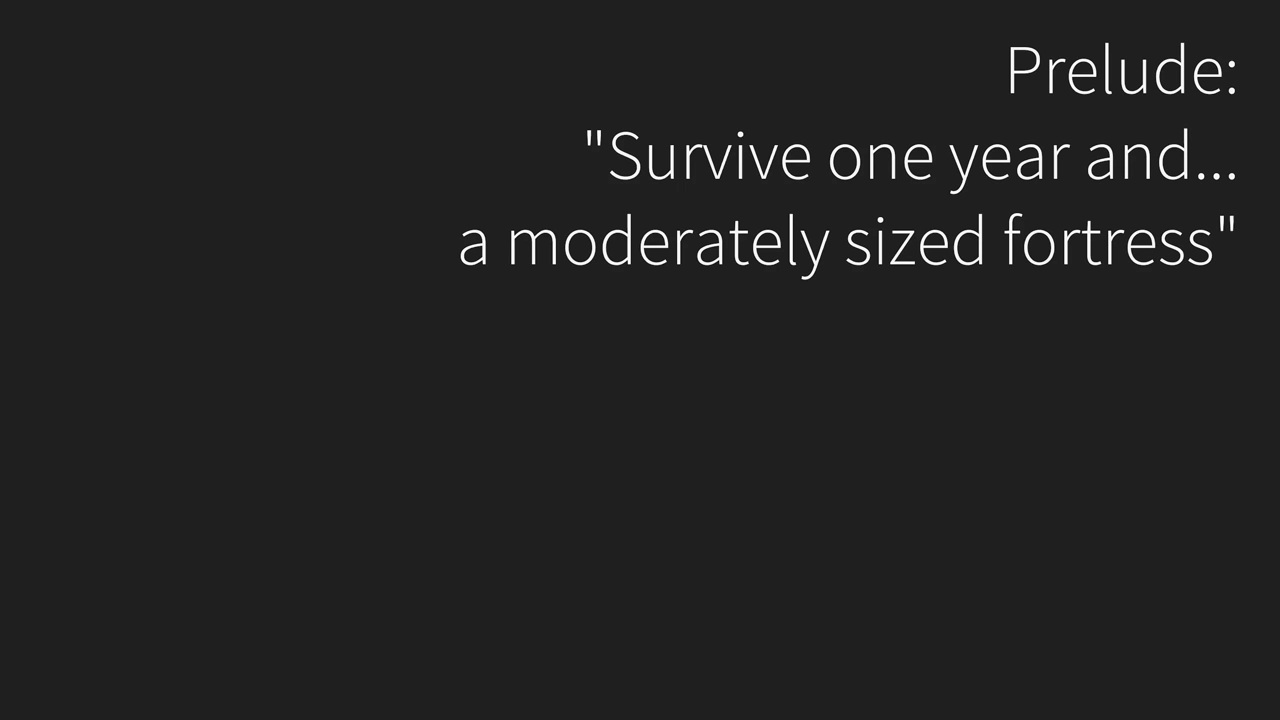 Prelude:
"Survive one year and...
a moderately sized fortress"